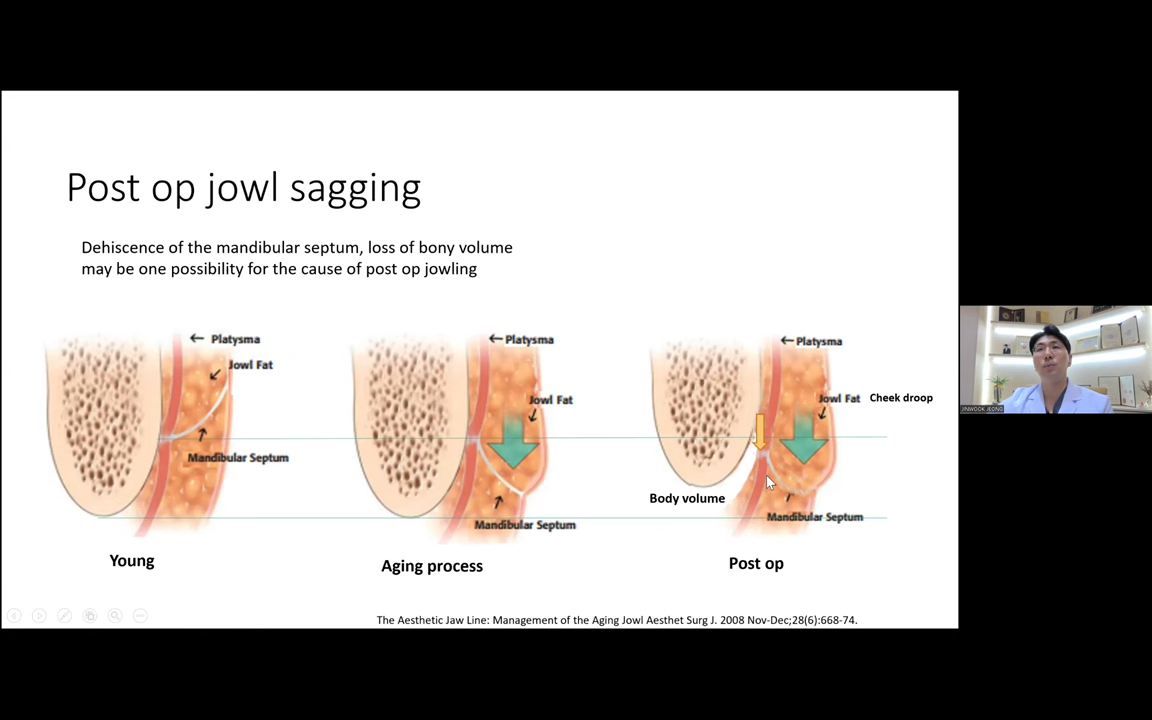 Post op jowl sagging
Dehiscence of the mandibular septum, loss of bony volume
may be one possibility for the cause of post op jowling
Platysma
Jowl Fat
Mandibular Septum
Young
Platysma
Jowl Fat
Mandibular Septum
Aging process
Platysma
Jowl Fat
Cheek droop
Body volume
Mandibular Septum
Post op
The Aesthetic Jaw Line: Management of the Aging Jowl Aesthet Surg J. 2008 Nov-Dec;28(6):668-74.
JINWOOK JEONG